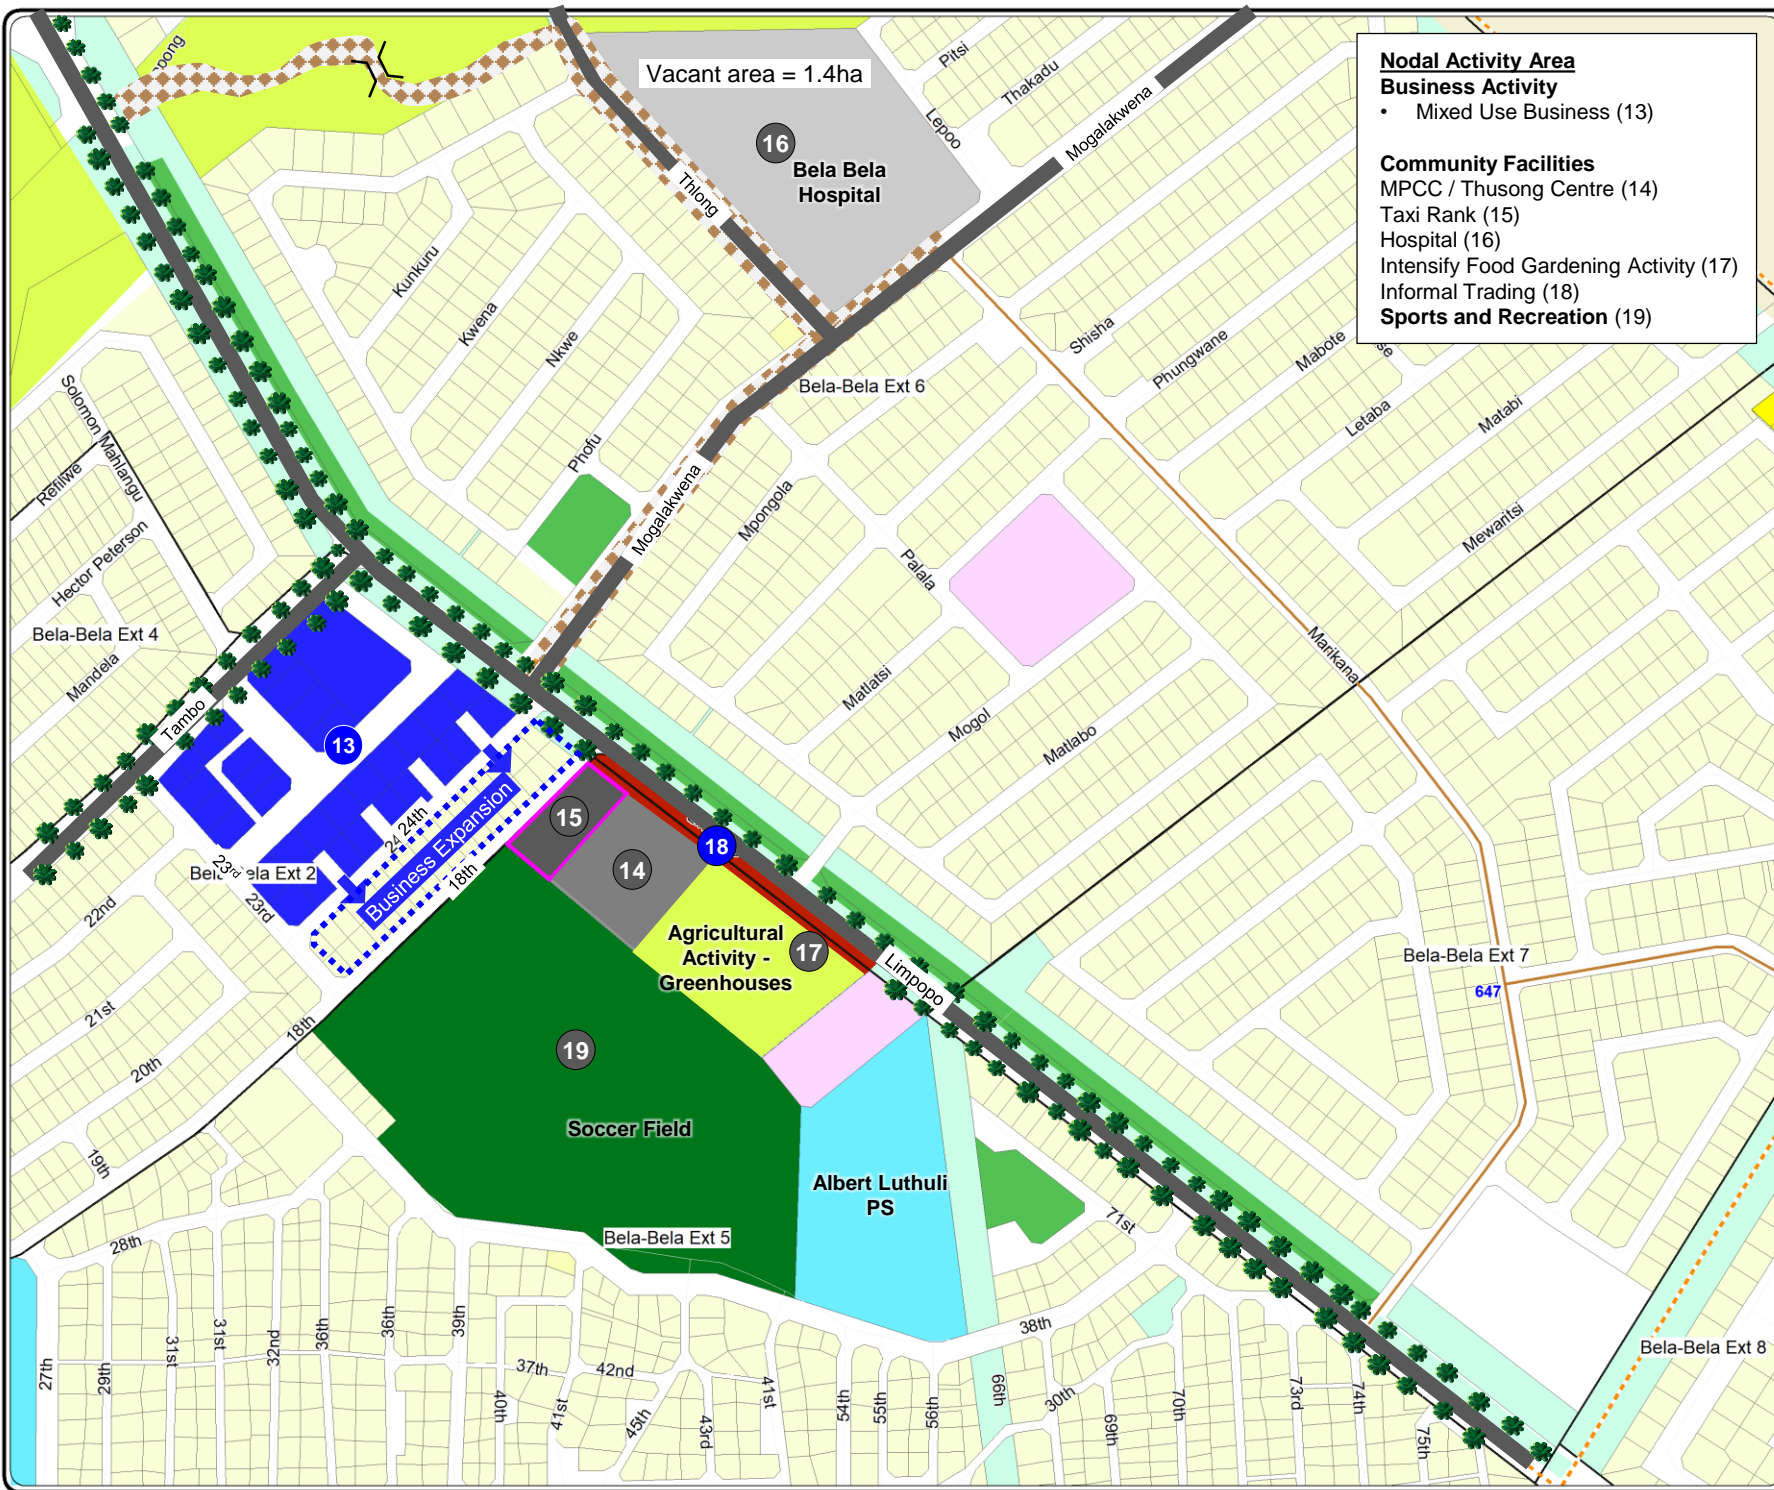 Nodal Activity Area
Business Activity
• Mixed Use Business (13)
Community Facilities
MPCC / Thusong Centre (14)
Taxi Rank (15)
Hospital (16)
Intensify Food Gardening Activity (17)
Informal Trading (18)
Sports and Recreation (19)
Vacant area = 1.4ha
16
Bela Bela
Hospital
Pitsi
Thakadu
Lepoo
Mogalakwena
Thlong
Kunkuru
Kwena
Nkwe
Phofu
Shisha
Phungwane
Mabote
Letaba
Matabi
Mewaritsi
Bela-Bela Ext 6
Solomon Mahlangu
Refilwe
Hector Peterson
Bela-Bela Ext 4
Mandela
Tambo
Mogalakwena
Mpongola
Palala
Matlatsi
Mogol
Matlabo
Marikana
13
24th
Business Expansion
18th
15
14
18
23rd
Bela-Bela Ext 2
23rd
22nd
21st
20th
19th
18th
Agricultural
Activity -
Greenhouses
17
Limpopo
Bela-Bela Ext 7
647
19
Soccer Field
Albert Luthuli
PS
Bela-Bela Ext 5
71st
28th
38th
Bela-Bela Ext 8
27th
29th
31st
31st
32nd
36th
36th
39th
37th
40th
41st
42nd
45th
43rd
41st
54th
55th
56th
66th
30th
69th
70th
73rd
74th
75th